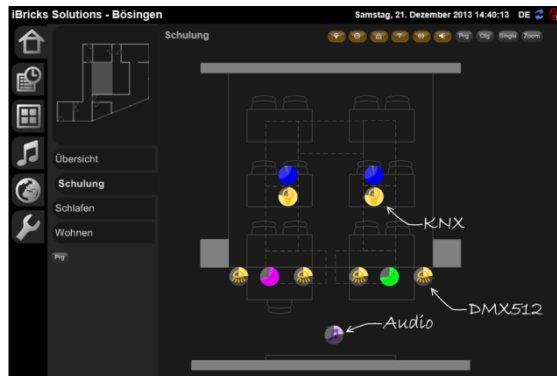 iBricks Solutions - Bösingen
Samstag, 21. Dezember 2013 14:40:13 DE
Schulung
Prg Olg Single Zoom
Übersicht
Schulung
Schlafen
Wohnen
Prg
KNX
DMX512
Audio